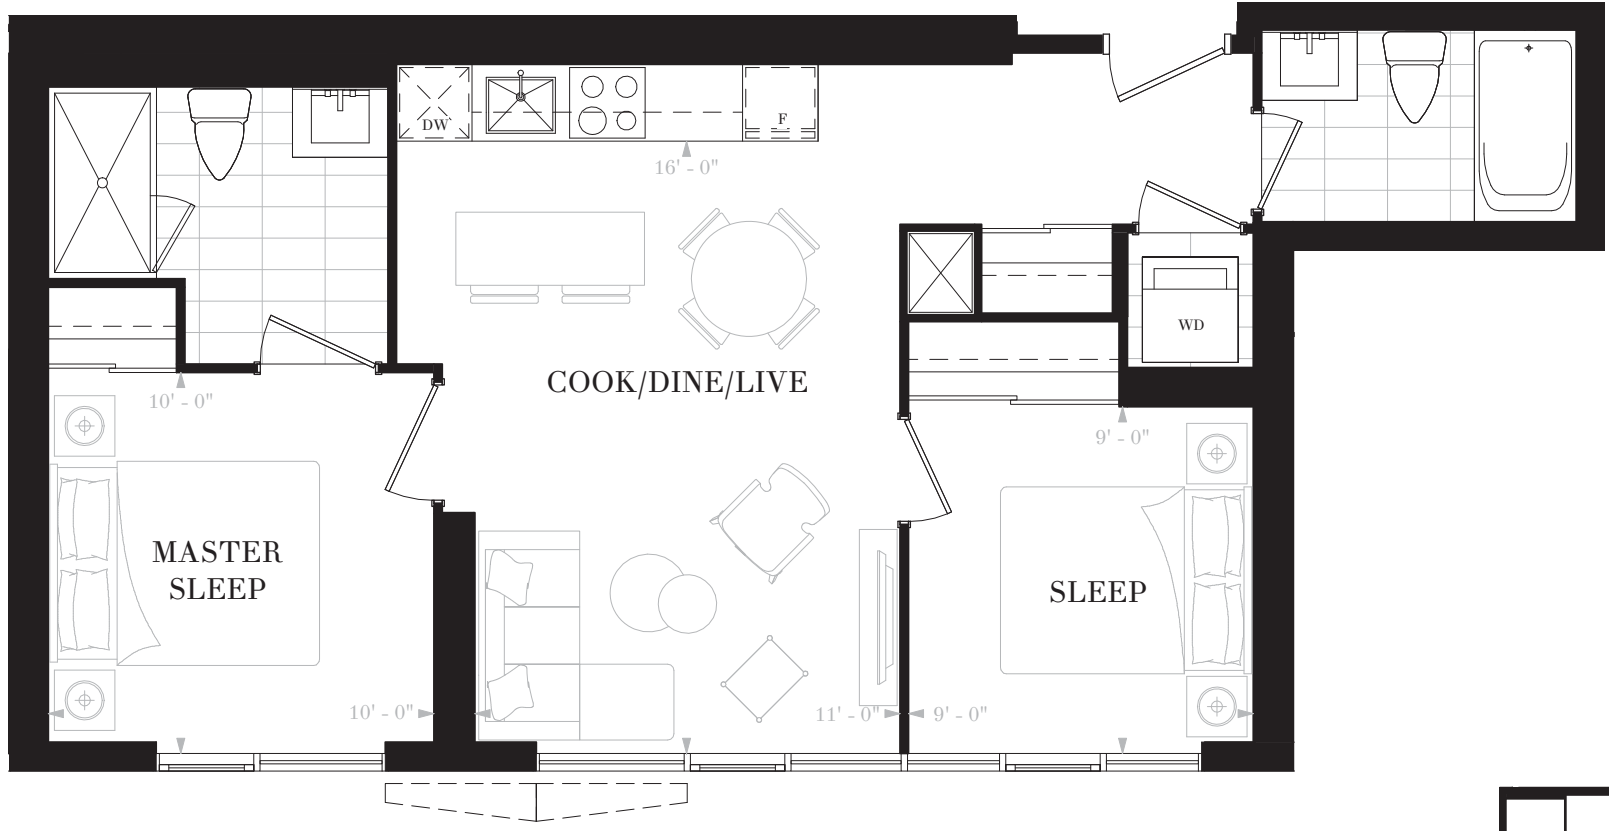 DW
F
16' - 0"
WD
COOK/DINE/LIVE
10' - 0"
9' - 0"
MASTER
SLEEP
SLEEP
10' - 0"
11' - 0"
9' - 0"